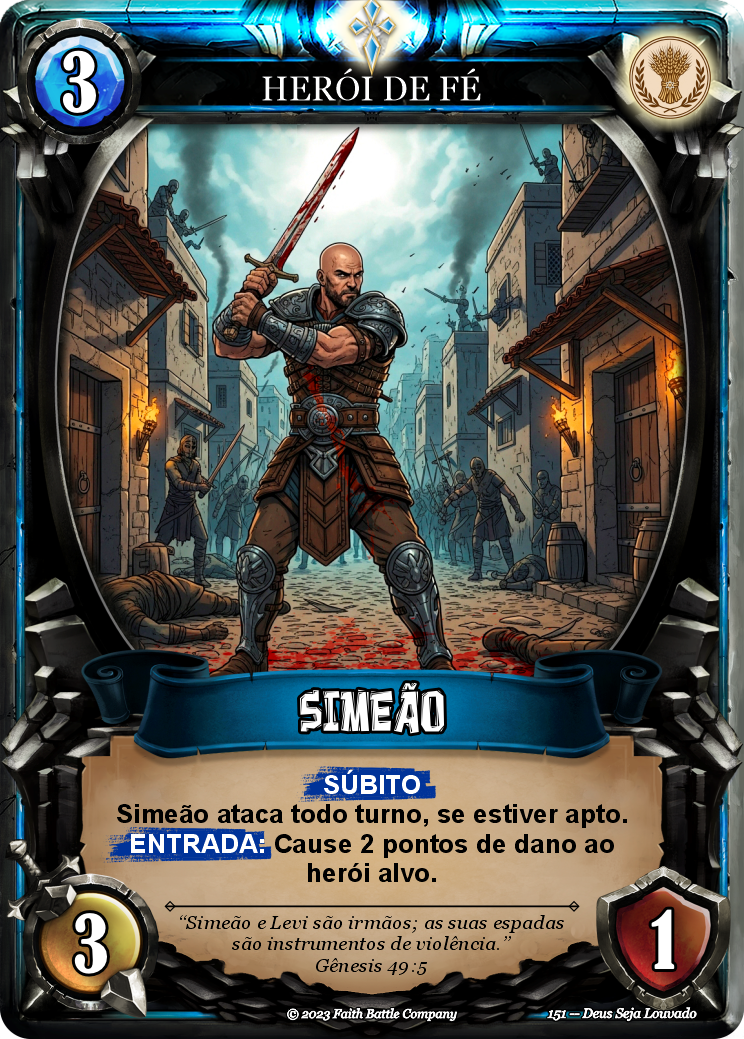 3
HERÓI DE FÉ
SIMEÃO
SÚBITO
Simeão ataca todo turno, se estiver apto.
ENTRADA: Cause 2 pontos de dano ao
herói alvo.
3
"Simeão e Levi são irmãos; as suas espadas
são instrumentos de violência."
Gênesis 49:5
1
© 2023 Faith Battle Company
151 – Deus Seja Louvado